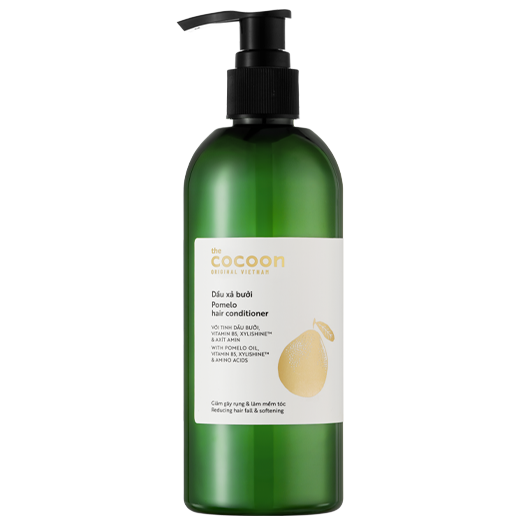 the
cocoon
ORIGINAL VIETNAM
Dầu xả bưởi
Pomelo
hair conditioner
VỚI TINH DẦU BƯỞI,
VITAMIN B5, XYLISHINE™
& AXÍT AMIN
WITH POMELO OIL,
VITAMIN B5, XYLISHINE™
& AMINO ACIDS
Giảm gãy rụng & làm mềm tóc
Reducing hair fall & softening